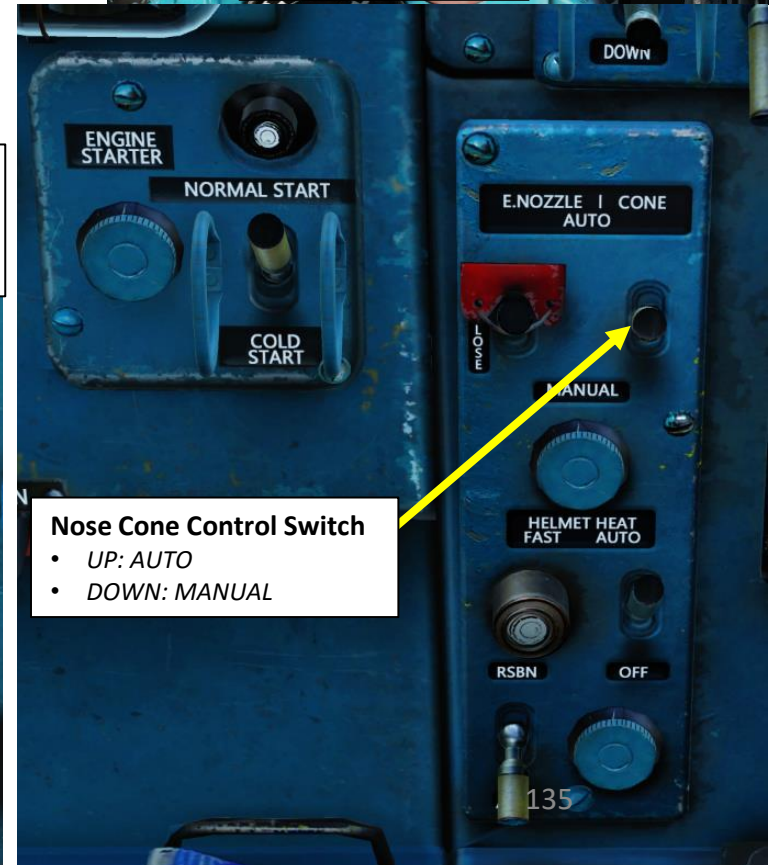 DOWN
ENGINE
STARTER
NORMAL START
COLD
START
E.NOZZLE | CONE
AUTO
LOSE
MANUAL
HELMET HEAT
FAST AUTO
RSBN OFF
N
Nose Cone Control Switch
• UP: AUTO
• DOWN: MANUAL
135